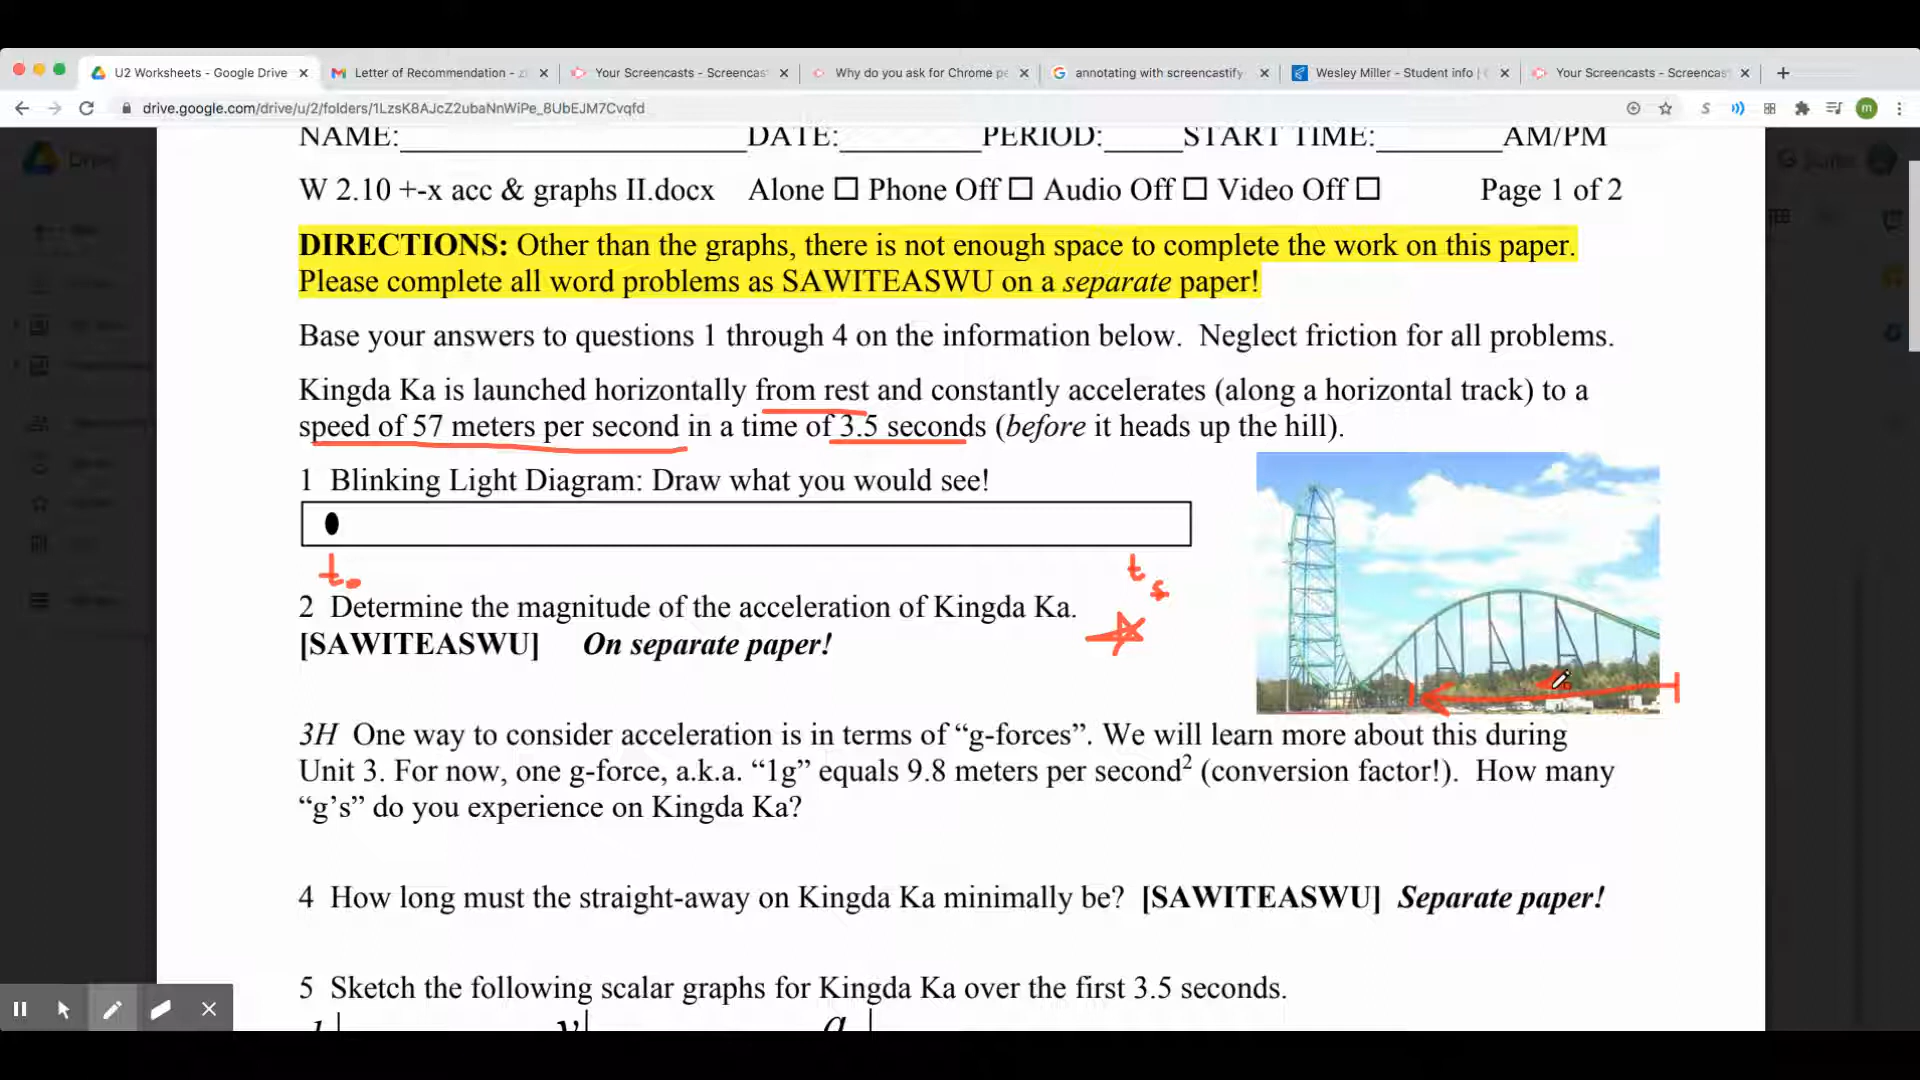 U2 Worksheets - Google Drive
Letter of Recommendation - z
Your Screencasts - Screencas
Why do you ask for Chrome pe
annotating with screencastify
Wesley Miller - Student info |
Your Screencasts - Screencas
drive.google.com/drive/u/2/folders/1LzsK8AJcZ2ubaNnWiPe_8UbEJM7Cvqfd
NAME:____________________DATE:_________PERIOD:_____START TIME:________AM/PM
W 2.10 +-x acc & graphs II.docx Alone ☐ Phone Off ☐ Audio Off ☐ Video Off ☐ Page 1 of 2
DIRECTIONS: Other than the graphs, there is not enough space to complete the work on this paper.
Please complete all word problems as SAWITEASWU on a separate paper!
Base your answers to questions 1 through 4 on the information below. Neglect friction for all problems.
Kingda Ka is launched horizontally from rest and constantly accelerates (along a horizontal track) to a
speed of 57 meters per second in a time of 3.5 seconds (before it heads up the hill).
1 Blinking Light Diagram: Draw what you would see!
2 Determine the magnitude of the acceleration of Kingda Ka.
[SAWITEASWU] On separate paper!
3H One way to consider acceleration is in terms of “g-forces”. We will learn more about this during
Unit 3. For now, one g-force, a.k.a. “1g” equals 9.8 meters per second² (conversion factor!). How many
“g’s” do you experience on Kingda Ka?
4 How long must the straight-away on Kingda Ka minimally be? [SAWITEASWU] Separate paper!
5 Sketch the following scalar graphs for Kingda Ka over the first 3.5 seconds.